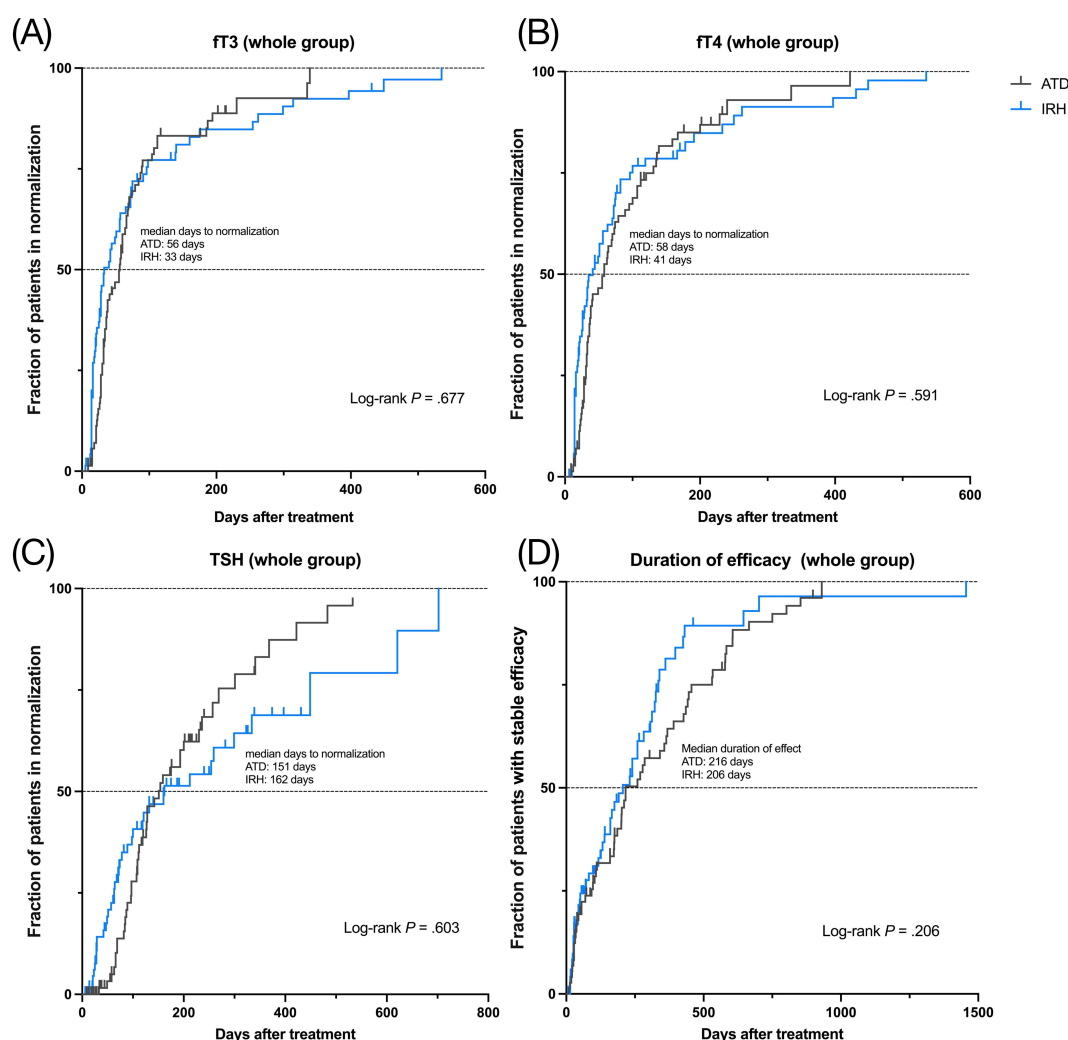 (A)
fT3 (whole group)
Fraction of patients in normalization
100
50
0
median days to normalization
ATD: 56 days
IRH: 33 days
Log-rank P = .677
0 200 400 600
Days after treatment
(B)
fT4 (whole group)
Fraction of patients in normalization
100
50
0
median days to normalization
ATD: 58 days
IRH: 41 days
Log-rank P = .591
0 200 400 600
Days after treatment
ATD
IRH
(C)
TSH (whole group)
Fraction of patients in normalization
100
50
0
median days to normalization
ATD: 151 days
IRH: 162 days
Log-rank P = .603
0 200 400 600 800
Days after treatment
(D)
Duration of efficacy (whole group)
Fraction of patients with stable efficacy
100
50
0
Median duration of effect
ATD: 216 days
IRH: 206 days
Log-rank P = .206
0 500 1000 1500
Days after treatment